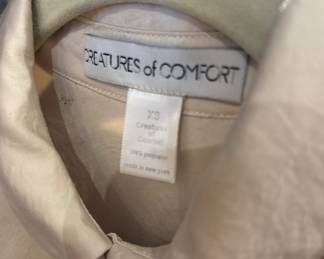 CREATURES of COMFORT
XS
Creatures
of
Comfort
100% polyester
made in new york